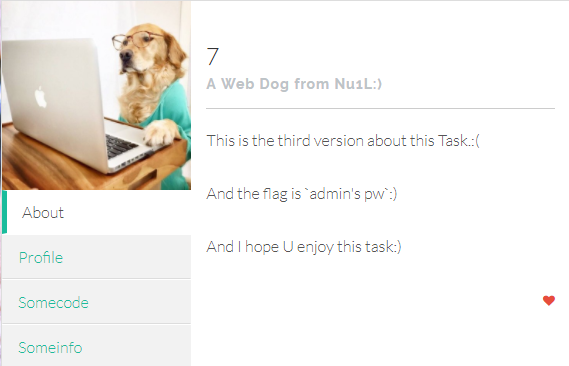 7
A Web Dog from Nu1L:)
This is the third version about this Task.:(
And the flag is `admin's pw`:)
And I hope U enjoy this task:)
About
Profile
Somecode
Someinfo